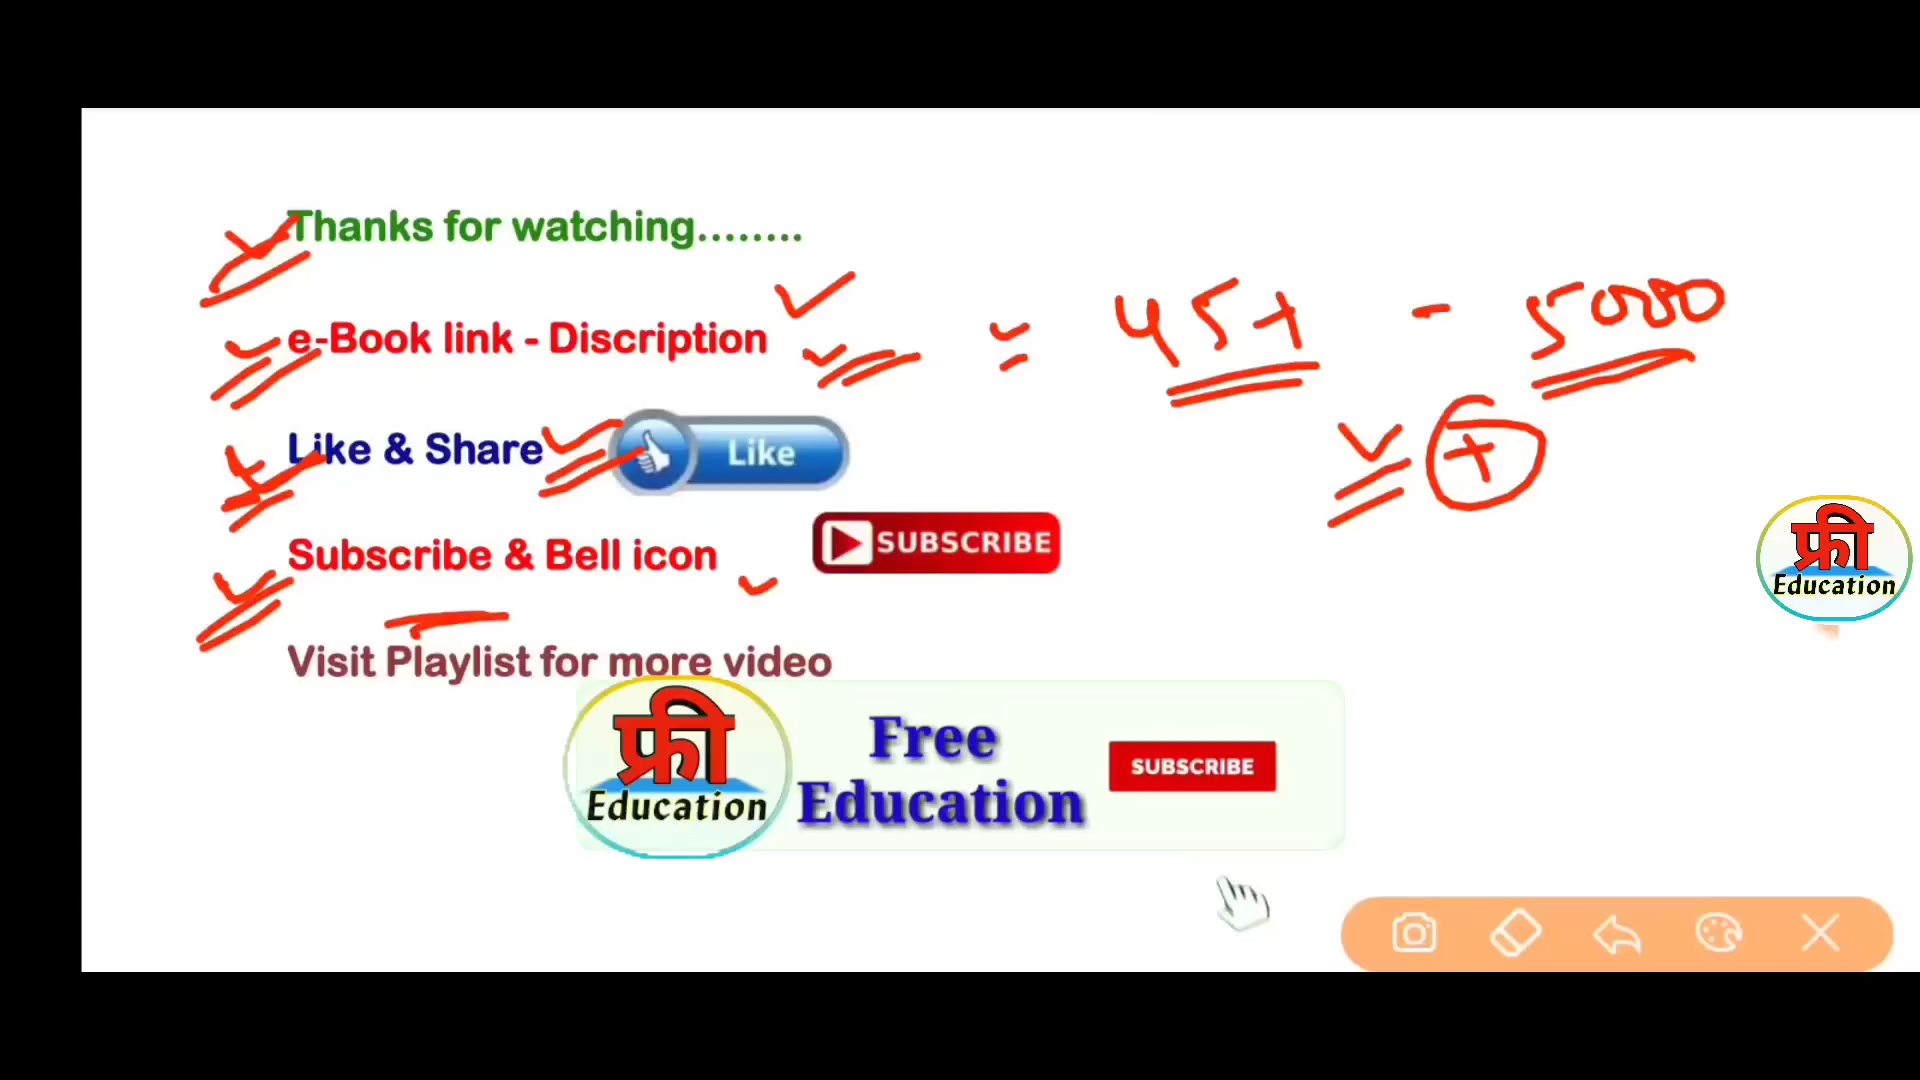 Thanks for watching........
e-Book link - Discription = 45+ - 5000
+
Like & Share Like
Subscribe & Bell icon SUBSCRIBE
फ्री
Education
Visit Playlist for more video
फ्री
Education
Free
Education
SUBSCRIBE